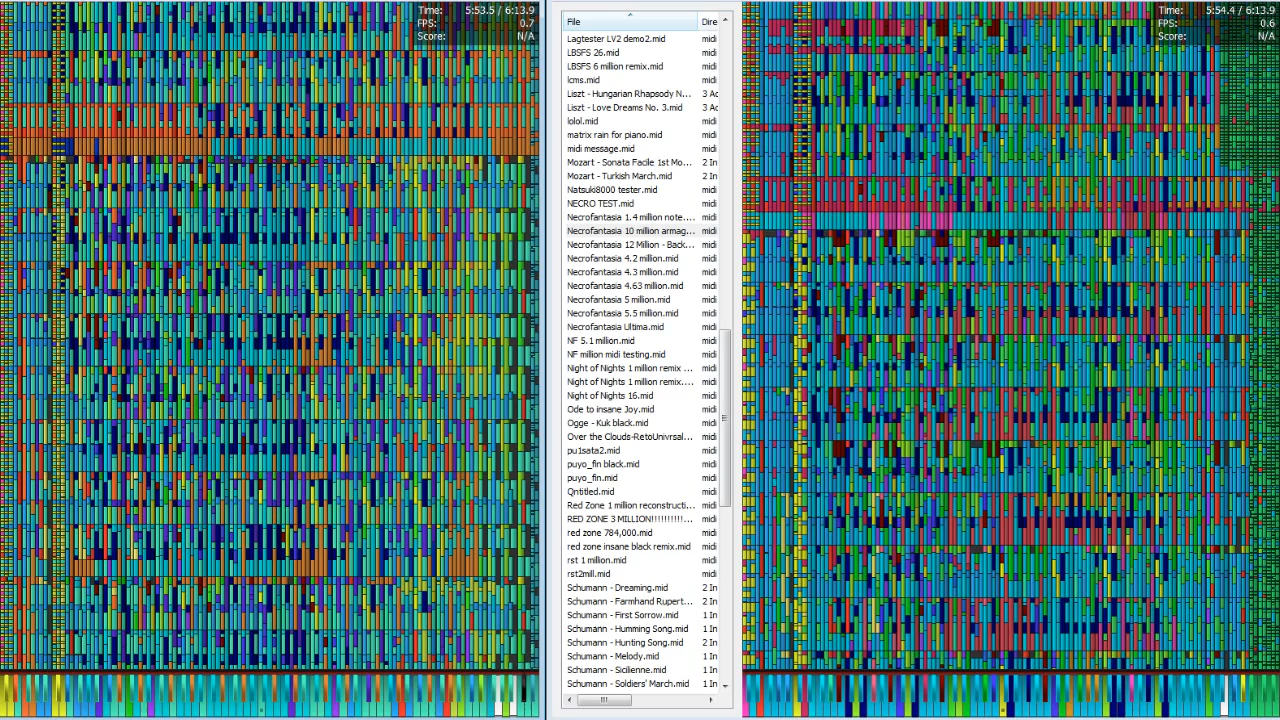 Time: 5:53.5 / 6:13.9
FPS: 0.7
Score: N/A
File Dire
Lagtester LV2 demo2.mid midi
LBSFS 26.mid midi
LBSFS 6 million remix.mid midi
lcms.mid midi
Liszt - Hungarian Rhapsody N... 3 Ac
Liszt - Love Dreams No. 3.mid 3 Ac
lolol.mid midi
matrix rain for piano.mid midi
midi message.mid midi
Mozart - Sonata Facile 1st Mo... 2 In
Mozart - Turkish March.mid 2 In
Natsuki8000 tester.mid midi
NECRO TEST.mid midi
Necrofantasia 1.4 million note.... midi
Necrofantasia 10 million armag... midi
Necrofantasia 12 Million - Back... midi
Necrofantasia 4.2 million.mid midi
Necrofantasia 4.3 million.mid midi
Necrofantasia 4.63 million.mid midi
Necrofantasia 5 million.mid midi
Necrofantasia 5.5 million.mid midi
Necrofantasia Ultima.mid midi
NF 5.1 million.mid midi
NF million midi testing.mid midi
Night of Nights 1 million remix ... midi
Night of Nights 1 million remix.... midi
Night of Nights 16.mid midi
Ode to insane Joy.mid midi
Ogge - Kuk black.mid midi
Over the Clouds-RetoUnivrsal... midi
pu1sata2.mid midi
puyo_fin black.mid midi
puyo_fin.mid midi
Qntitled.mid midi
Red Zone 1 million reconstructi... midi
RED ZONE 3 MILLION!!!!!!!!!!... midi
red zone 784,000.mid midi
red zone insane black remix.mid midi
rst 1 million.mid midi
rst2mill.mid midi
Schumann - Dreaming.mid 2 In
Schumann - Farmhand Rupert... 2 In
Schumann - First Sorrow.mid 1 In
Schumann - Humming Song.mid 1 In
Schumann - Hunting Song.mid 2 In
Schumann - Melody.mid 1 In
Schumann - Sicilienne.mid 1 In
Schumann - Soldiers' March.mid 1 In
Time: 5:54.4 / 6:13.9
FPS: 0.6
Score: N/A